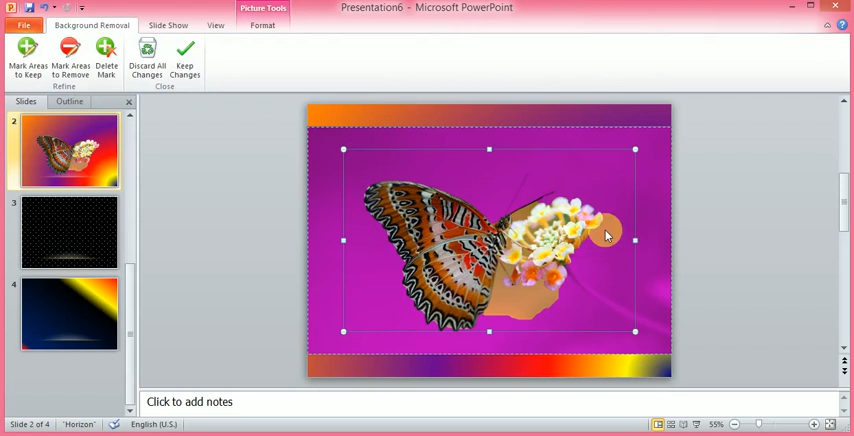 Picture Tools
Presentation6 - Microsoft PowerPoint
File
Background Removal
Slide Show
View
Format
Mark Areas to Keep
Mark Areas to Remove
Delete Mark
Discard All Changes
Keep Changes
Refine
Close
Slides
Outline
2
3
4
Click to add notes
Slide 2 of 4
"Horizon"
English (U.S.)
55%